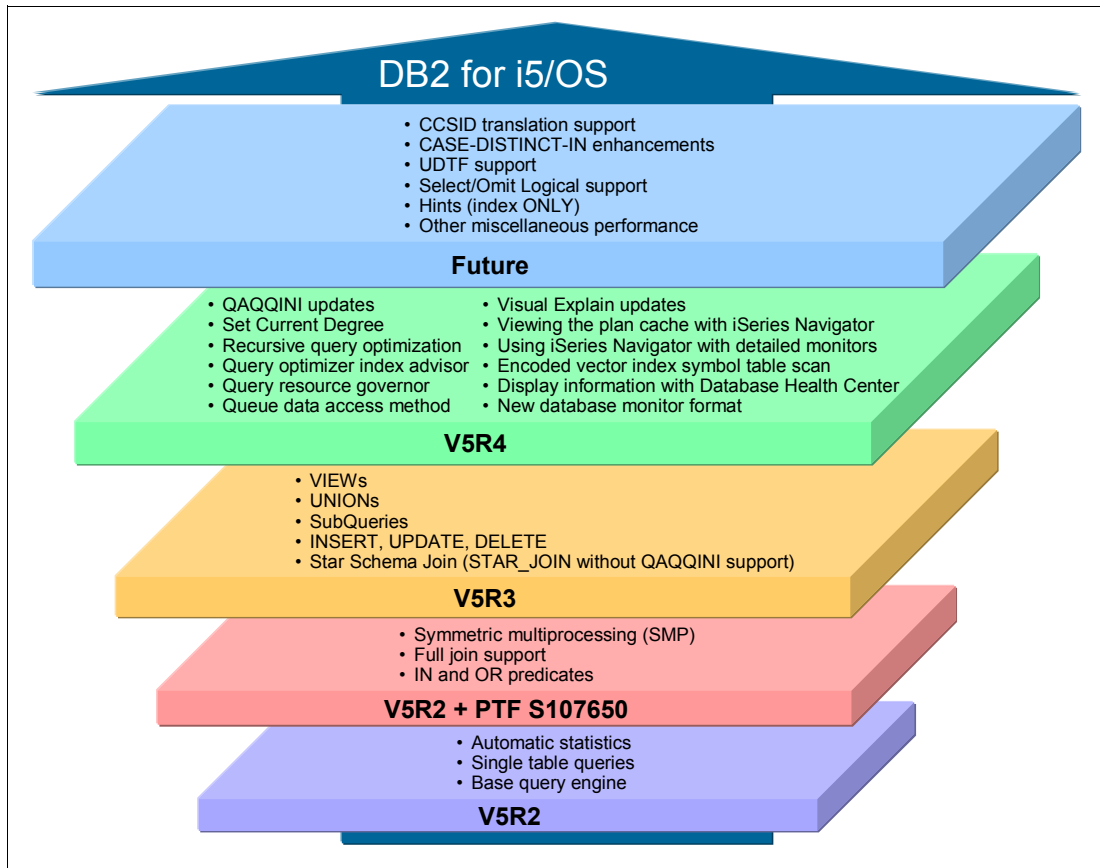 DB2 for i5/OS
• CCSID translation support
• CASE-DISTINCT-IN enhancements
• UDTF support
• Select/Omit Logical support
• Hints (index ONLY)
• Other miscellaneous performance
Future
• QAQQINI updates
• Set Current Degree
• Recursive query optimization
• Query optimizer index advisor
• Query resource governor
• Queue data access method
• Visual Explain updates
• Viewing the plan cache with iSeries Navigator
• Using iSeries Navigator with detailed monitors
• Encoded vector index symbol table scan
• Display information with Database Health Center
• New database monitor format
V5R4
• VIEWs
• UNIONs
• SubQueries
• INSERT, UPDATE, DELETE
• Star Schema Join (STAR_JOIN without QAQQINI support)
V5R3
• Symmetric multiprocessing (SMP)
• Full join support
• IN and OR predicates
V5R2 + PTF S107650
• Automatic statistics
• Single table queries
• Base query engine
V5R2